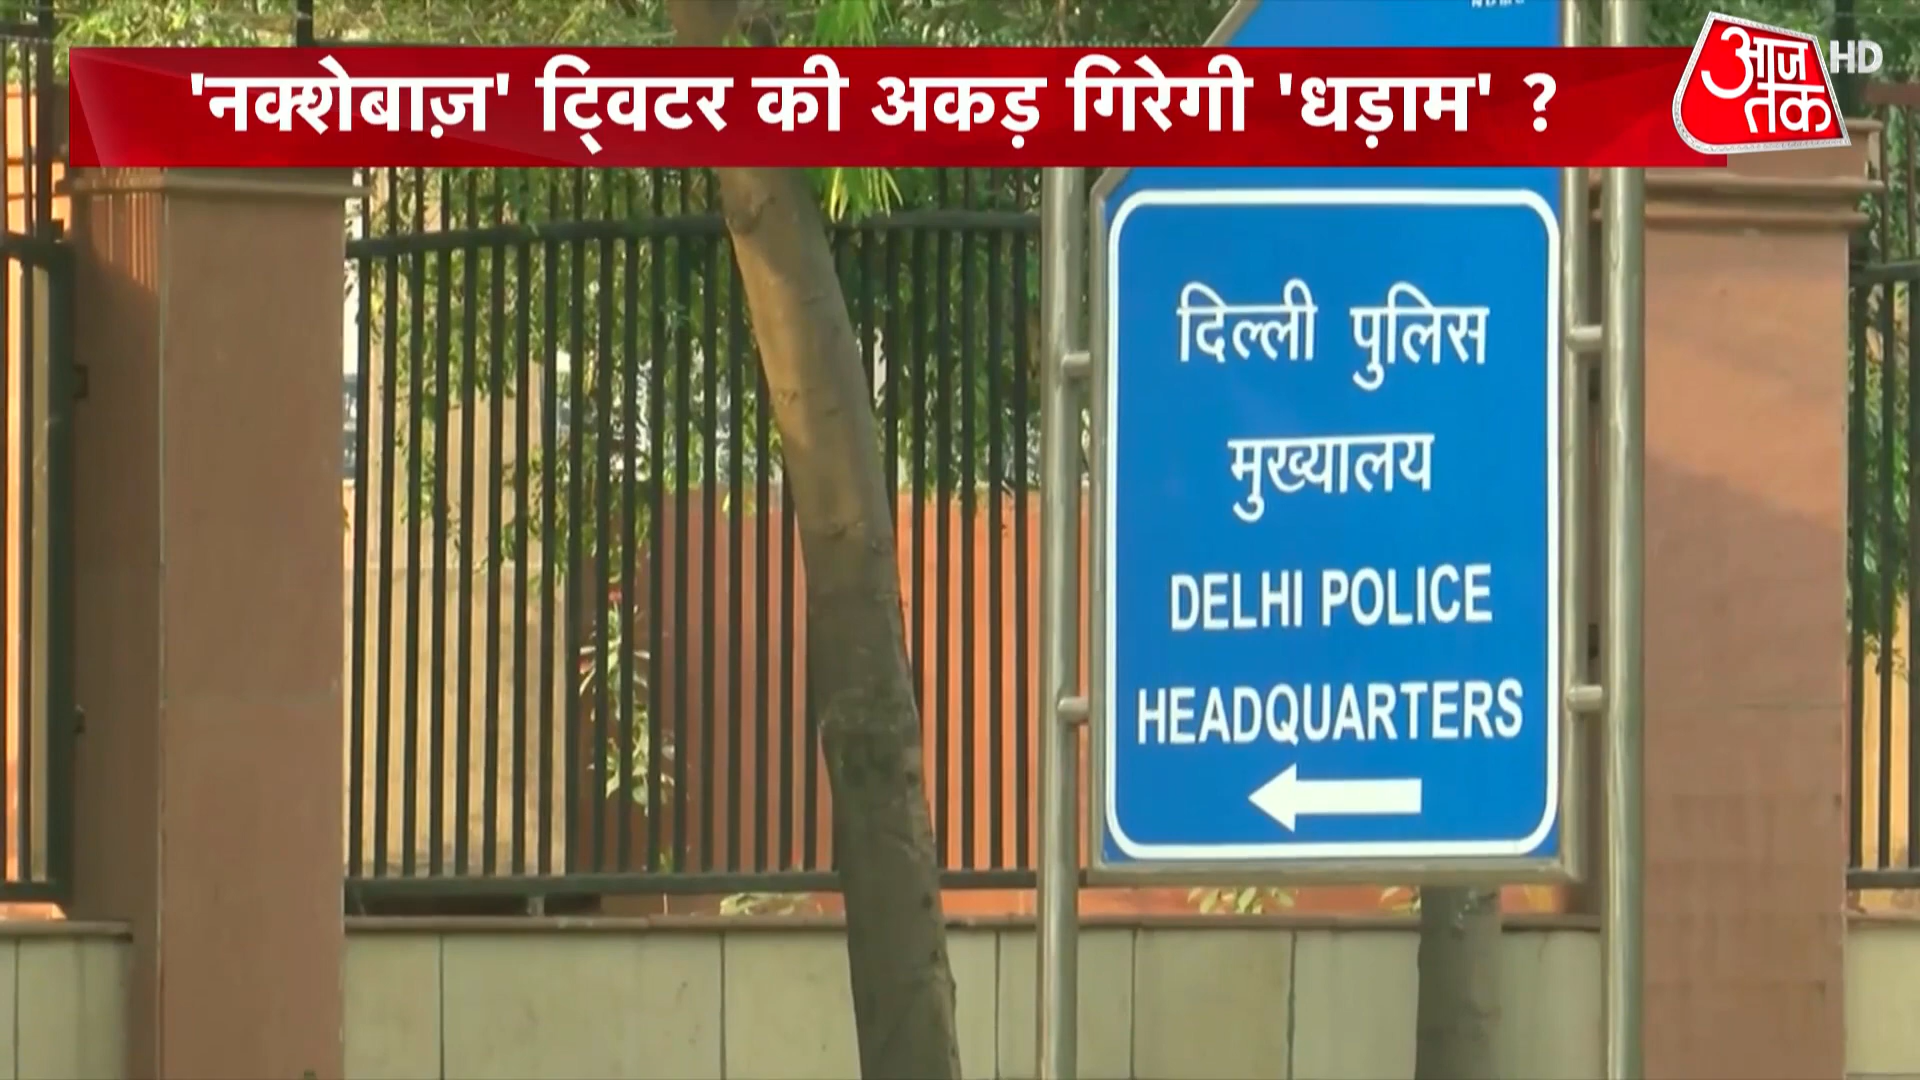 'नक्शेबाज़' ट्विटर की अकड़ गिरेगी 'धड़ाम' ?
आज तक HD
दिल्ली पुलिस
मुख्यालय
DELHI POLICE
HEADQUARTERS